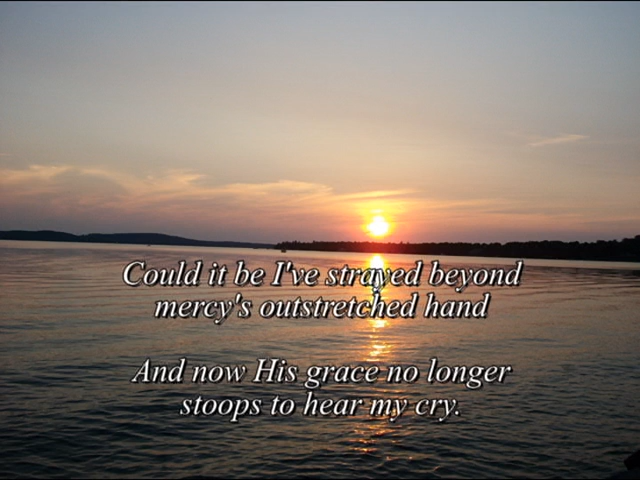 Could it be I've strayed beyond
mercy's outstretched hand
And now His grace no longer
stoops to hear my cry.